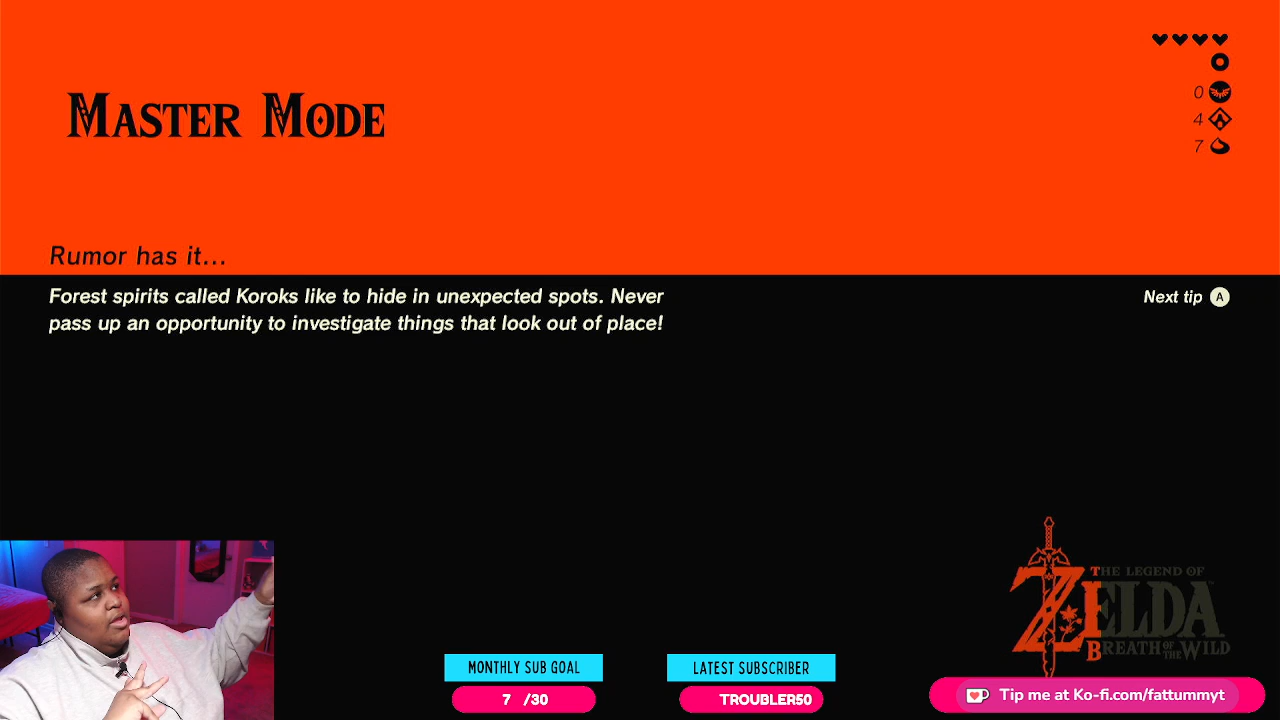 MASTER MODE
0
4
7
Rumor has it...
Forest spirits called Koroks like to hide in unexpected spots. Never
pass up an opportunity to investigate things that look out of place!
Next tip A
THE LEGEND OF
ZELDA
BREATH OF THE WILD
MONTHLY SUB GOAL
7 /30
LATEST SUBSCRIBER
TROUBLER50
Tip me at Ko-fi.com/fattummyt